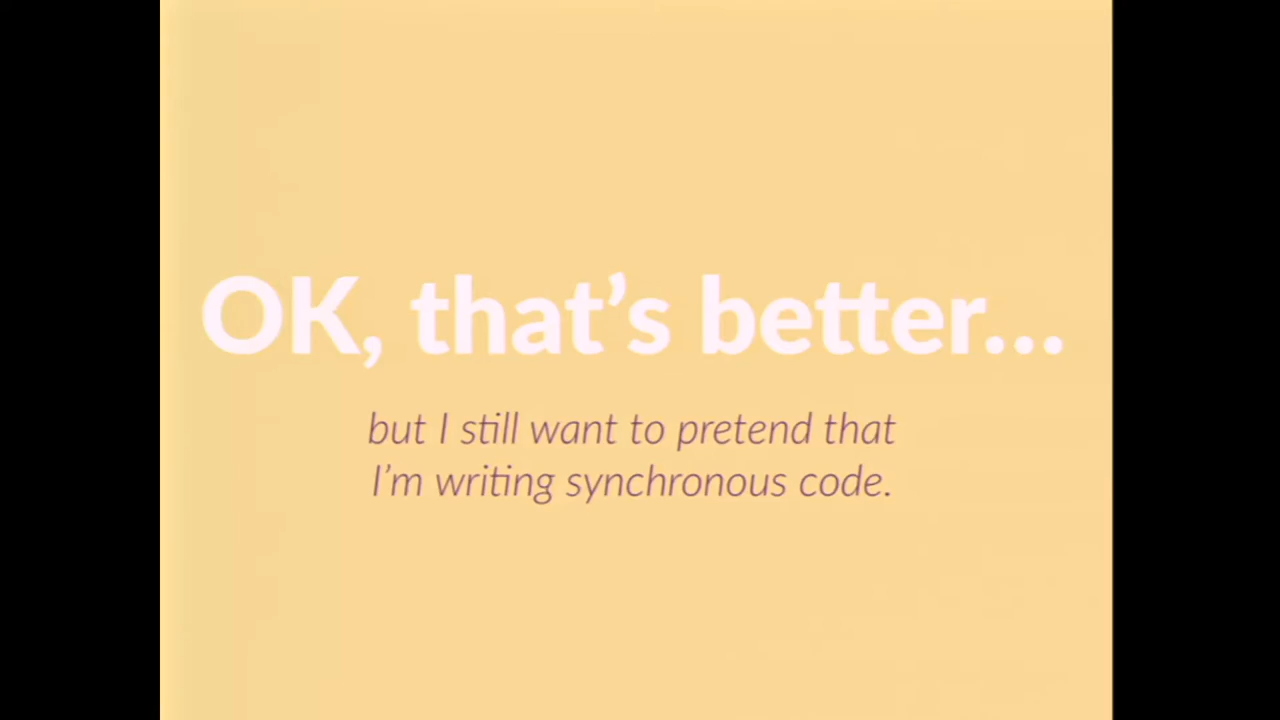 OK, that’s better...
but I still want to pretend that
I’m writing synchronous code.